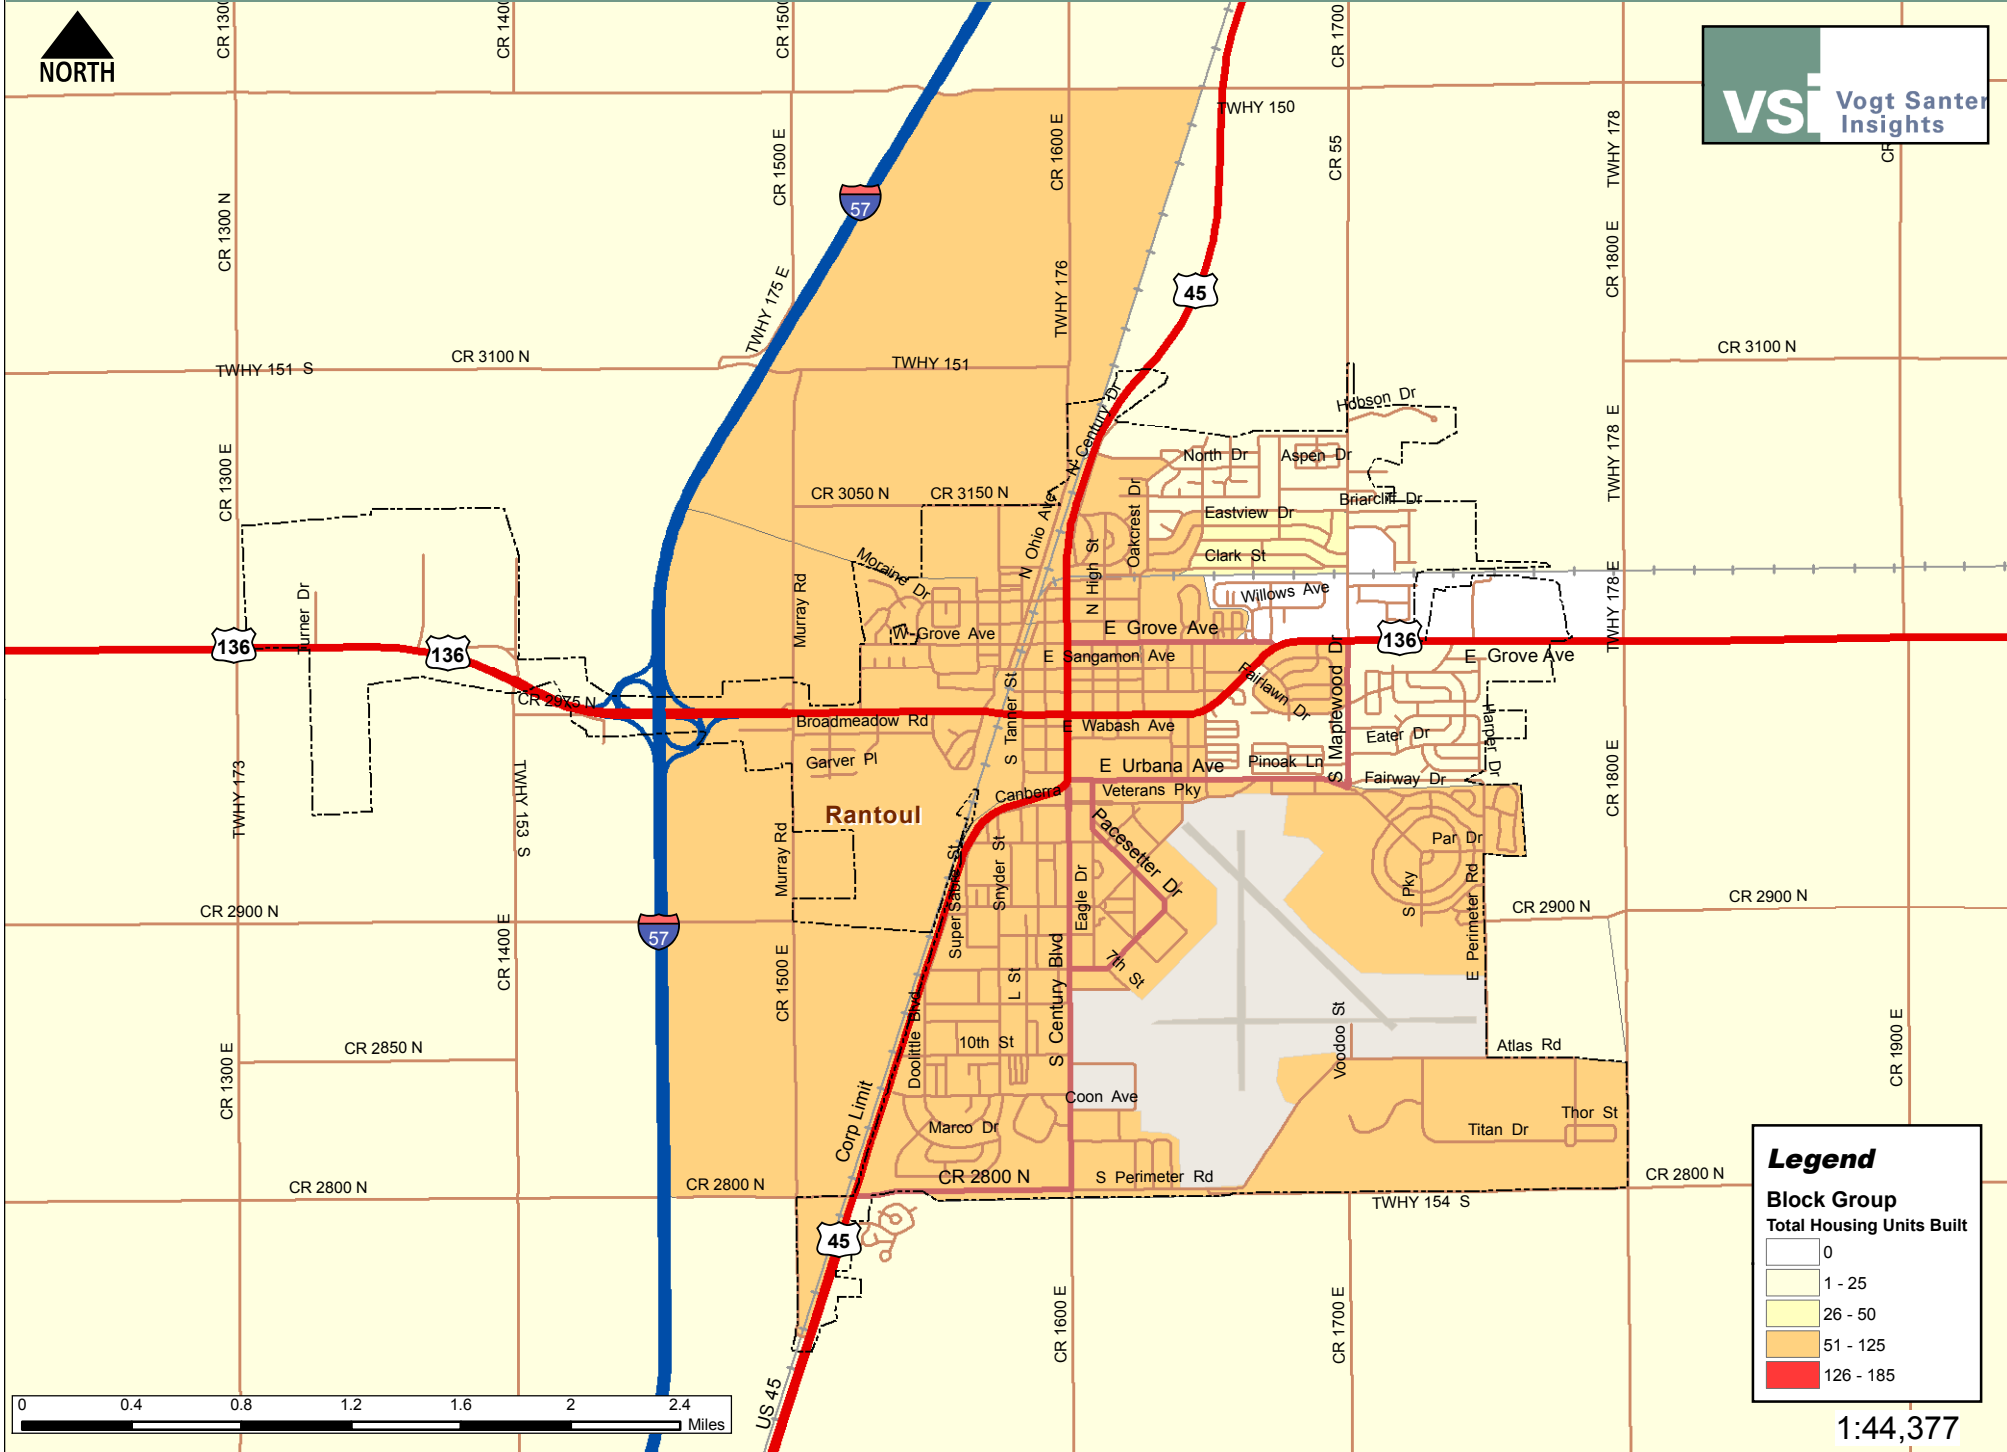 CR 1300
CR 1400
CR 1500
CR 1700
NORTH
vsi Vogt Santer
Insights
TWHY 150
CR 1500 E
CR 1600 E
CR 55
TWHY 178
CR
57
CR 1300 N
TWHY 175 E
TWHY 176
CR 1800 E
45
TWHY 151 S
CR 3100 N
TWHY 151
CR 3100 N
N Century Dr
Hobson Dr
CR 1300 E
North Dr
Aspen Dr
TWHY 178 E
CR 3050 N
CR 3150 N
Oakcrest Dr
Briarcliff Dr
Eastview Dr
N Ohio Ave
N High St
Clark St
Moraine Dr
Turner Dr
Murray Rd
Willows Ave
TWHY 178 E
136
136
W Grove Ave
E Grove Ave
136
E Grove Ave
E Sangamon Ave
Fairlawn Dr
S Maplewood Dr
CR 2975 N
Broadmeadow Rd
S Tanner St
E Wabash Ave
Eater Dr
Harper Dr
Garver Pl
E Urbana Ave
Pinoak Ln
Fairway Dr
TWHY 173
TWHY 153 S
Canberra
Veterans Pky
CR 1800 E
Rantoul
Murray Rd
Super Sabre St
Snyder St
Pacesetter Dr
Par Dr
Eagle Dr
S Pky
E Perimeter Rd
CR 2900 N
57
CR 2900 N
CR 2900 N
CR 1400 E
CR 1500 E
L St
S Century Blvd
7th St
Doolittle Blvd
Voodoo St
CR 1300 E
CR 2850 N
10th St
Atlas Rd
CR 1900 E
Corp Limit
Coon Ave
Marco Dr
Titan Dr
Thor St
CR 2800 N
CR 2800 N
CR 2800 N
S Perimeter Rd
TWHY 154 S
CR 2800 N
45
CR 1600 E
CR 1700 E
US 45
Legend
Block Group
Total Housing Units Built
0
1 - 25
26 - 50
51 - 125
126 - 185
0 0.4 0.8 1.2 1.6 2 2.4
Miles
1:44,377